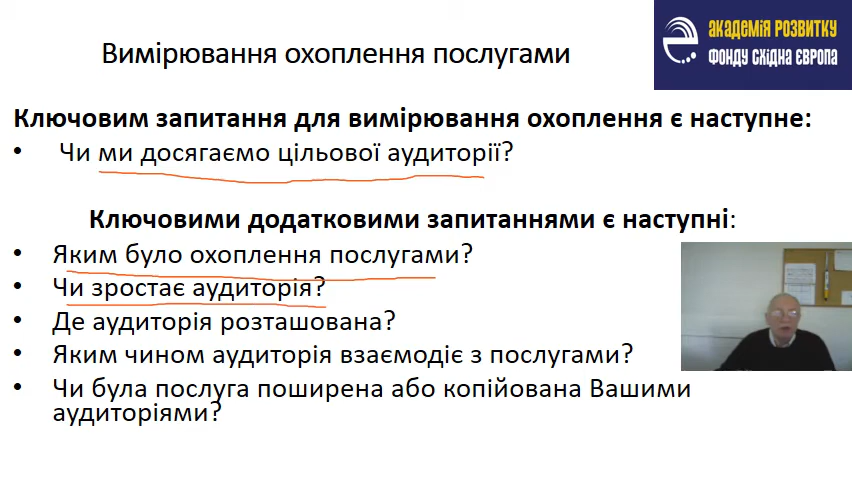 Вимірювання охоплення послугами
АКАДЕМІЯ РОЗВИТКУ
ФОНДУ СХІДНА ЄВРОПА
Ключовим запитання для вимірювання охоплення є наступне:
• Чи ми досягаємо цільової аудиторії?
Ключовими додатковими запитаннями є наступні:
• Яким було охоплення послугами?
• Чи зростає аудиторія?
• Де аудиторія розташована?
• Яким чином аудиторія взаємодіє з послугами?
• Чи була послуга поширена або копійована Вашими
аудиторіями?